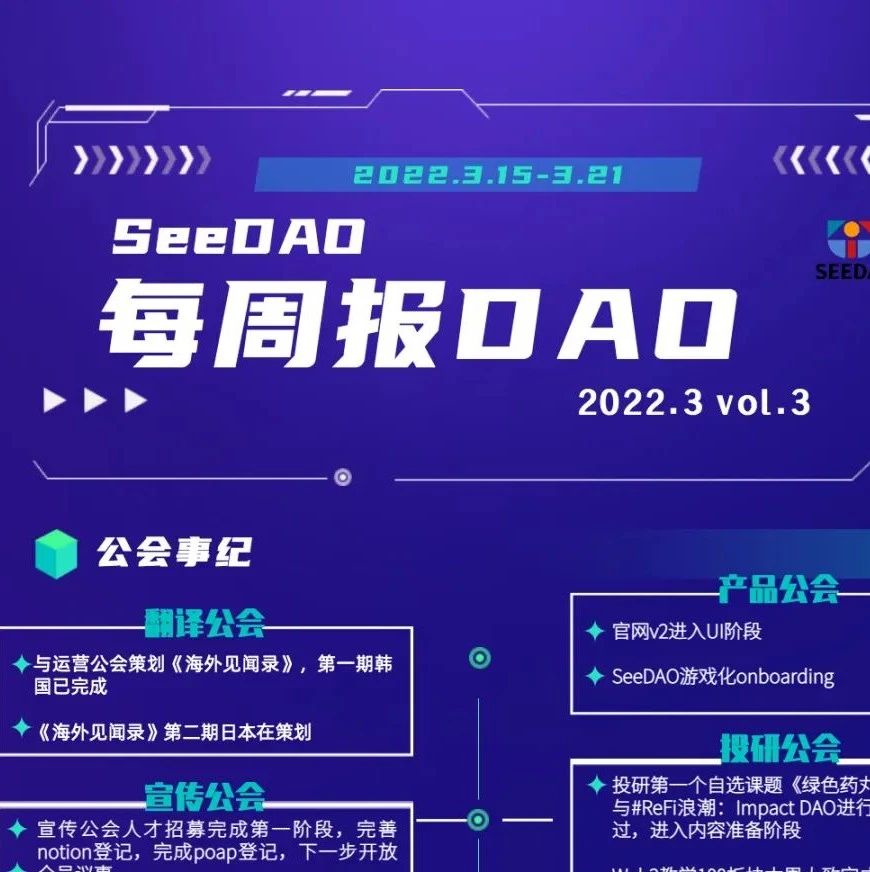 2022.3.15-3.21
SeeDAO
SEEDA
每周报DAO
2022.3 vol.3
公会事纪
翻译公会
与运营公会策划《海外见闻录》，第一期韩
国已完成
《海外见闻录》第二期日本在策划
宣传公会
宣传公会人才招募完成第一阶段，完善
notion登记，完成poap登记，下一步开放
产品公会
官网v2进入UI阶段
SeeDAO游戏化onboarding
投研公会
投研第一个自选课题《绿色药丸
与#ReFi浪潮：Impact DAO进行
过，进入内容准备阶段